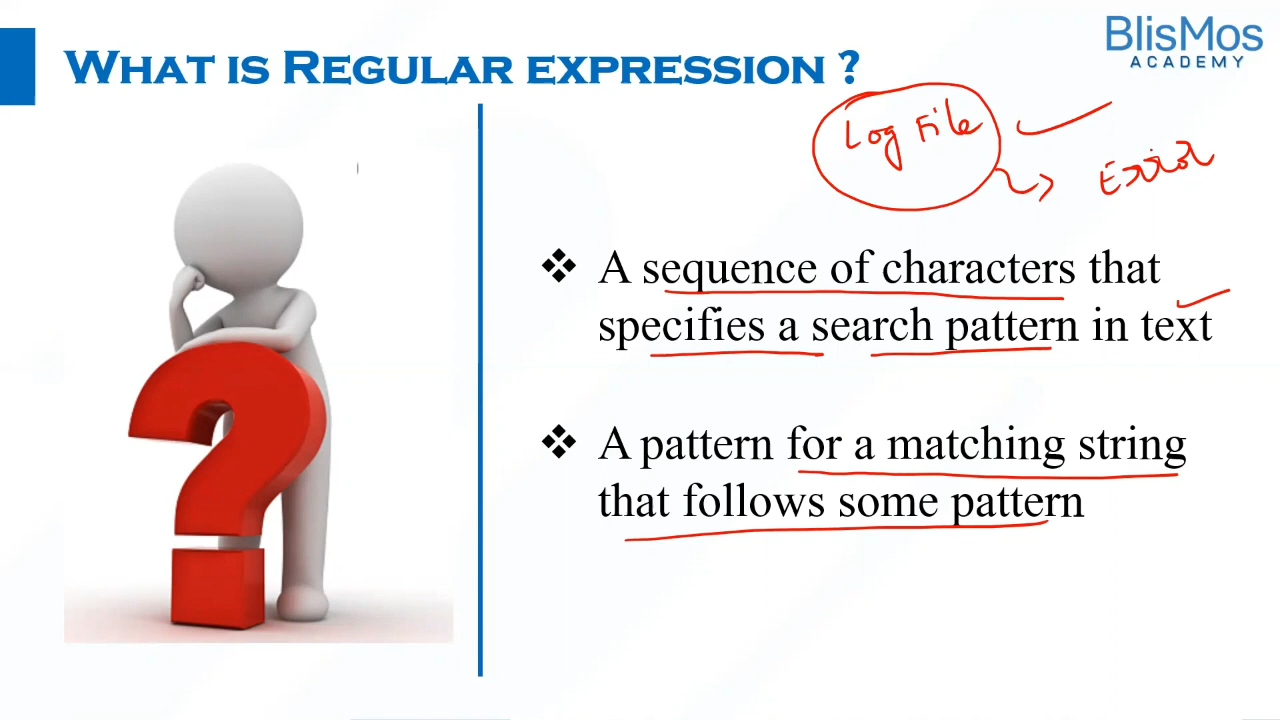 BlisMos
ACADEMY
WHAT IS REGULAR EXPRESSION ?
Log File
Error
❖ A sequence of characters that
specifies a search pattern in text
❖ A pattern for a matching string
that follows some pattern